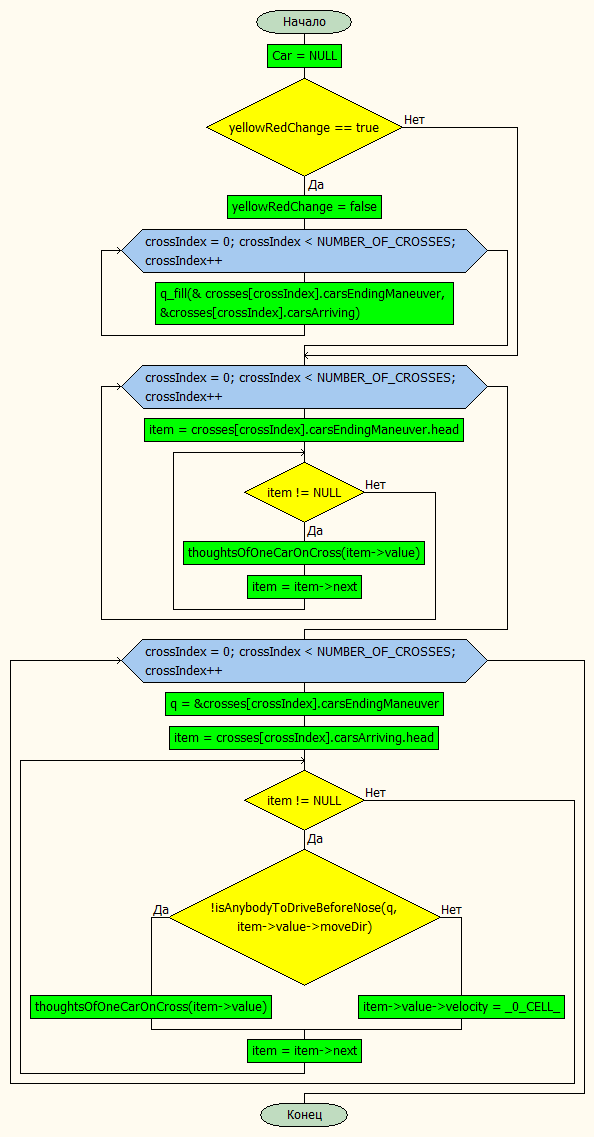 Начало
Car = NULL
yellowRedChange == true
Нет
Да
yellowRedChange = false
crossIndex = 0; crossIndex < NUMBER_OF_CROSSES;
crossIndex++
q_fill(& crosses[crossIndex].carsEndingManeuver,
&crosses[crossIndex].carsArriving)
crossIndex = 0; crossIndex < NUMBER_OF_CROSSES;
crossIndex++
item = crosses[crossIndex].carsEndingManeuver.head
item != NULL
Нет
Да
thoughtsOfOneCarOnCross(item->value)
item = item->next
crossIndex = 0; crossIndex < NUMBER_OF_CROSSES;
crossIndex++
q = &crosses[crossIndex].carsEndingManeuver
item = crosses[crossIndex].carsArriving.head
item != NULL
Нет
Да
!isAnybodyToDriveBeforeNose(q,
item->value->moveDir)
Да
Нет
thoughtsOfOneCarOnCross(item->value)
item->value->velocity = _0_CELL_
item = item->next
Конец